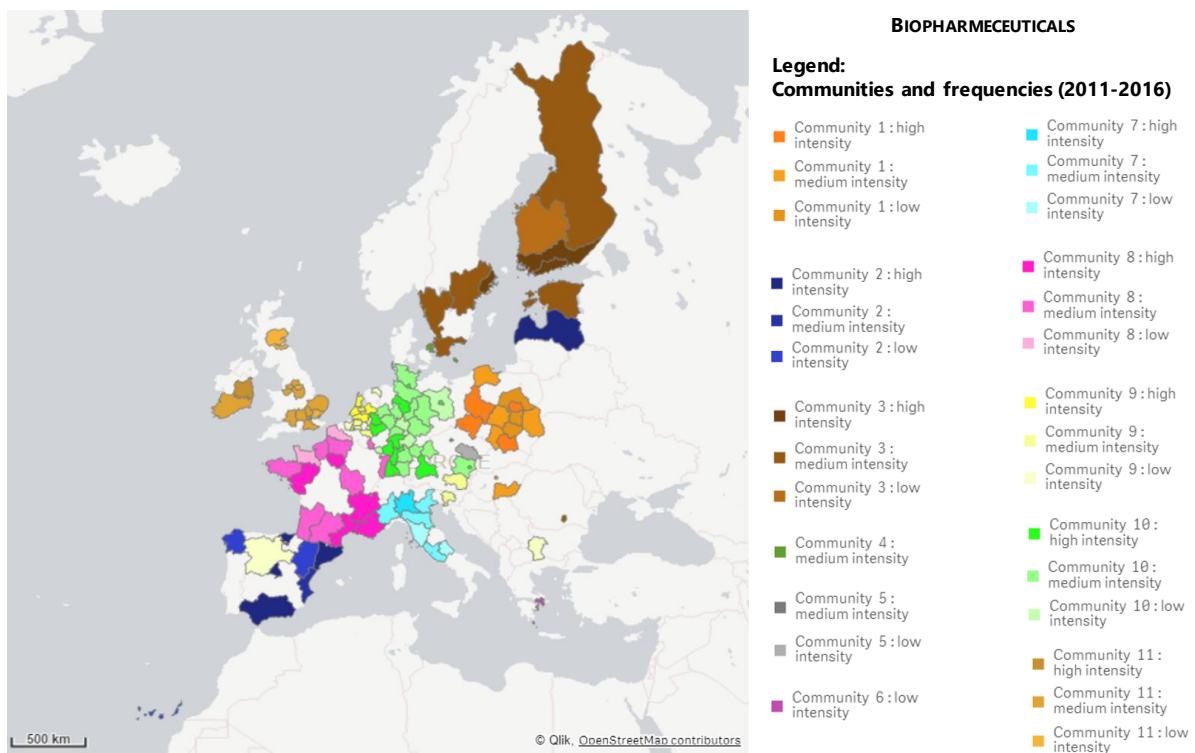 BIOPHARMECEUTICALS
Legend:
Communities and frequencies (2011-2016)
Community 1 : high
intensity
Community 1 :
medium intensity
Community 1 : low
intensity
Community 2 : high
intensity
Community 2 :
medium intensity
Community 2 : low
intensity
Community 3 : high
intensity
Community 3 :
medium intensity
Community 3 : low
intensity
Community 4 :
medium intensity
Community 5 :
medium intensity
Community 5 : low
intensity
Community 6 : low
intensity
Community 7 : high
intensity
Community 7 :
medium intensity
Community 7 : low
intensity
Community 8 : high
intensity
Community 8 :
medium intensity
Community 8 : low
intensity
Community 9 : high
intensity
Community 9 :
medium intensity
Community 9 : low
intensity
Community 10 :
high intensity
Community 10 :
medium intensity
Community 10 : low
intensity
Community 11 :
high intensity
Community 11 :
medium intensity
Community 11 : low
intensity
500 km
© Qlik, OpenStreetMap contributors